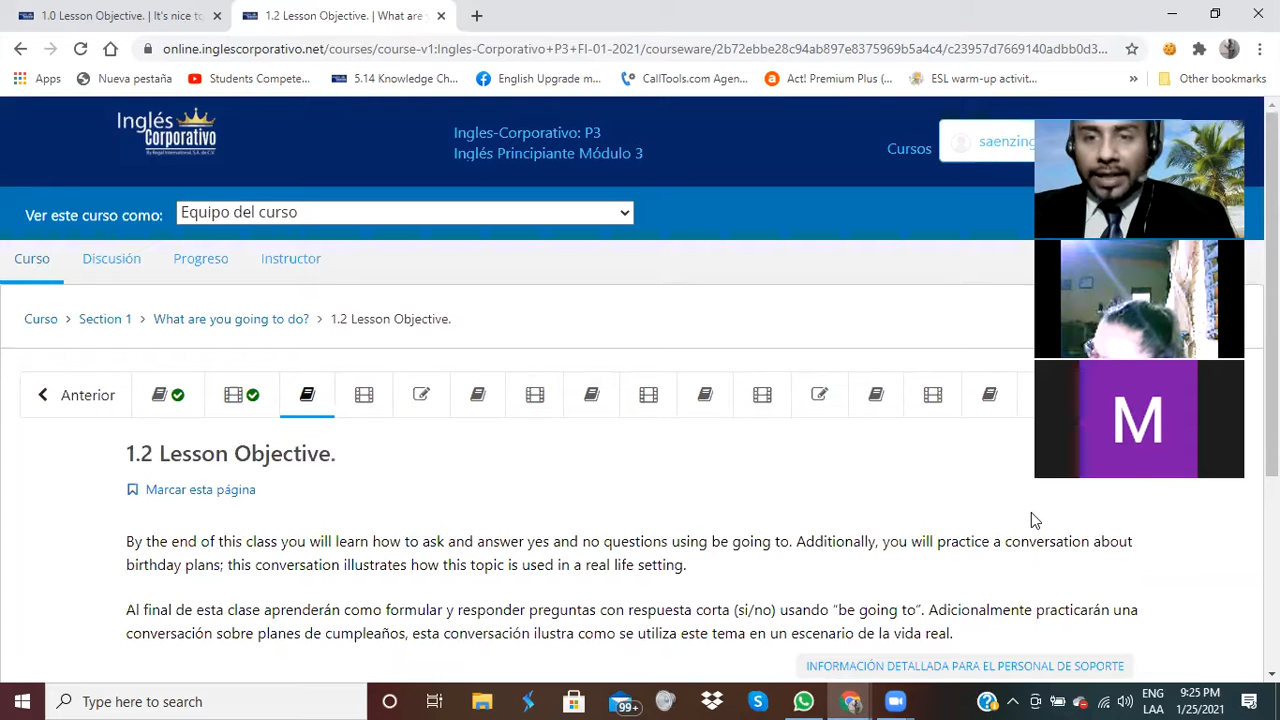 1.0 Lesson Objective. | It's nice to
1.2 Lesson Objective. | What are y
online.inglescorporativo.net/courses/course-v1:Ingles-Corporativo+P3+FI-01-2021/courseware/2b72ebbe28c94ab897e8375969b5a4c4/c23957d7669140adbb0d3...
Apps
Nueva pestaña
Students Compete...
5.14 Knowledge Ch...
English Upgrade m...
CallTools.com Agen...
Act! Premium Plus (...
ESL warm-up activit...
»
Other bookmarks
Inglés
Corporativo
By Regal International, S.A. de C.V.
Ingles-Corporativo: P3
Inglés Principiante Módulo 3
Cursos
saenzing
Ver este curso como:
Equipo del curso
Curso
Discusión
Progreso
Instructor
Curso > Section 1 > What are you going to do? > 1.2 Lesson Objective.
Anterior
M
1.2 Lesson Objective.
Marcar esta página
By the end of this class you will learn how to ask and answer yes and no questions using be going to. Additionally, you will practice a conversation about
birthday plans; this conversation illustrates how this topic is used in a real life setting.
Al final de esta clase aprenderán como formular y responder preguntas con respuesta corta (si/no) usando “be going to”. Adicionalmente practicarán una
conversación sobre planes de cumpleaños, esta conversación ilustra como se utiliza este tema en un escenario de la vida real.
INFORMACIÓN DETALLADA PARA EL PERSONAL DE SOPORTE
Type here to search
99+
ENG
LAA
9:25 PM
1/25/2021